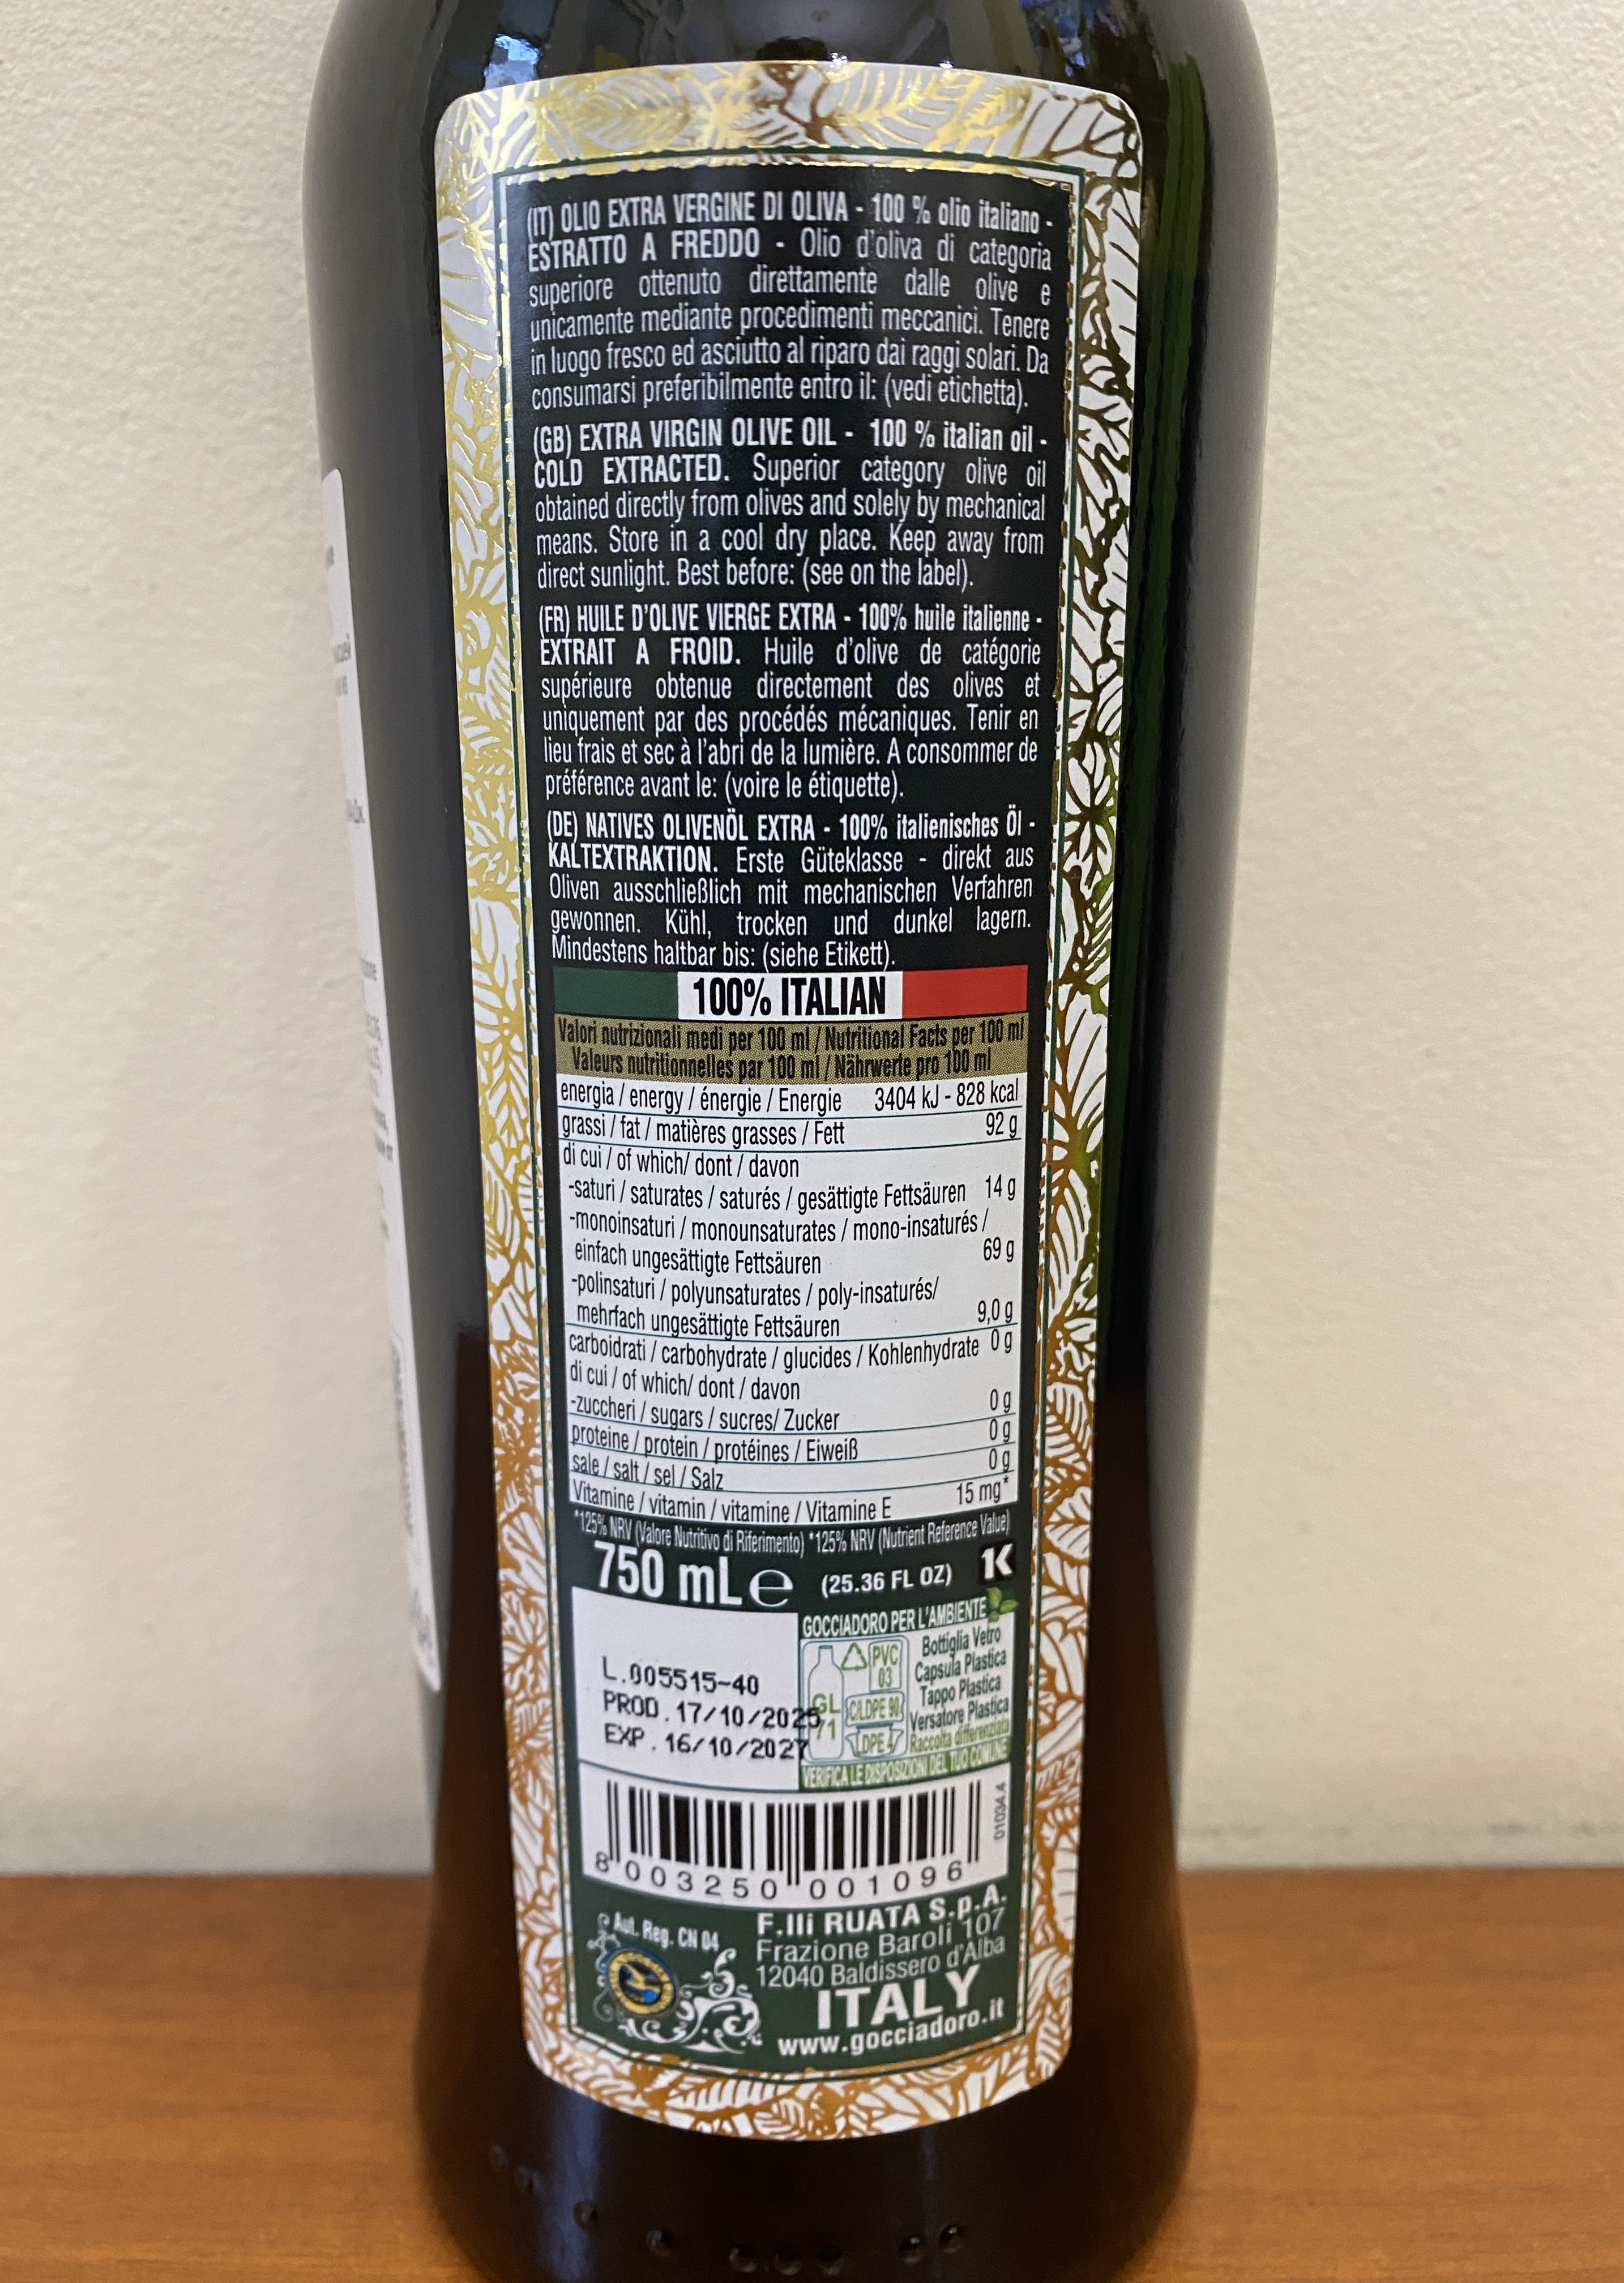 (IT) OLIO EXTRA VERGINE DI OLIVA - 100 % olio italiano -
ESTRATTO A FREDDO - Olio d'oliva di categoria
superiore ottenuto direttamente dalle olive e
unicamente mediante procedimenti meccanici. Tenere
in luogo fresco ed asciutto al riparo dai raggi solari. Da
consumarsi preferibilmente entro il: (vedi etichetta).
(GB) EXTRA VIRGIN OLIVE OIL - 100 % italian oil -
COLD EXTRACTED. Superior category olive oil
obtained directly from olives and solely by mechanical
means. Store in a cool dry place. Keep away from
direct sunlight. Best before: (see on the label).
(FR) HUILE D'OLIVE VIERGE EXTRA - 100% huile italienne -
EXTRAIT A FROID. Huile d'olive de catégorie
supérieure obtenue directement des olives et
uniquement par des procédés mécaniques. Tenir en
lieu frais et sec à l'abri de la lumière. A consommer de
préférence avant le: (voire le étiquette).
(DE) NATIVES OLIVENÖL EXTRA - 100% italienisches Öl -
KALTEXTRAKTION. Erste Güteklasse - direkt aus
Oliven ausschließlich mit mechanischen Verfahren
gewonnen. Kühl, trocken und dunkel lagern.
Mindestens haltbar bis: (siehe Etikett).
100% ITALIAN
Valori nutrizionali medi per 100 ml / Nutritional Facts per 100 ml
Valeurs nutritionnelles par 100 ml / Nährwerte pro 100 ml
energia / energy / énergie / Energie 3404 kJ - 828 kcal
grassi / fat / matières grasses / Fett 92 g
di cui / of which/ dont / davon
-saturi / saturates / saturés / gesättigte Fettsäuren 14 g
-monoinsaturi / monounsaturates / mono-insaturés /
einfach ungesättigte Fettsäuren 69 g
-polinsaturi / polyunsaturates / poly-insaturés/
mehrfach ungesättigte Fettsäuren 9,0 g
carboidrati / carbohydrate / glucides / Kohlenhydrate 0 g
di cui / of which/ dont / davon
-zuccheri / sugars / sucres/ Zucker 0 g
proteine / protein / protéines / Eiweiß 0 g
sale / salt / sel / Salz 0 g
Vitamine / vitamin / vitamine / Vitamine E 15 mg*
*125% NRV (Valore Nutritivo di Riferimento) *125% NRV (Nutrient Reference Value)
750 mL e (25.36 FL OZ) 1K
GOCCIADORO PER L'AMBIENTE
Bottiglia Vetro
Capsula Plastica
Tappo Plastica
Versatore Plastica
Raccolta differenziata
PVC
03
GL
71
C/LDPE 90
LDPE 4
VERIFICA LE DISPOSIZIONI DEL TUO COMUNE
L.005515-40
PROD. 17/10/2025
EXP. 16/10/2027
01034.4
8 003250 001096
Aut. Reg. CN 04
F.lli RUATA S.p.A.
Frazione Baroli 107
12040 Baldissero d'Alba
ITALY
www.gocciadoro.it